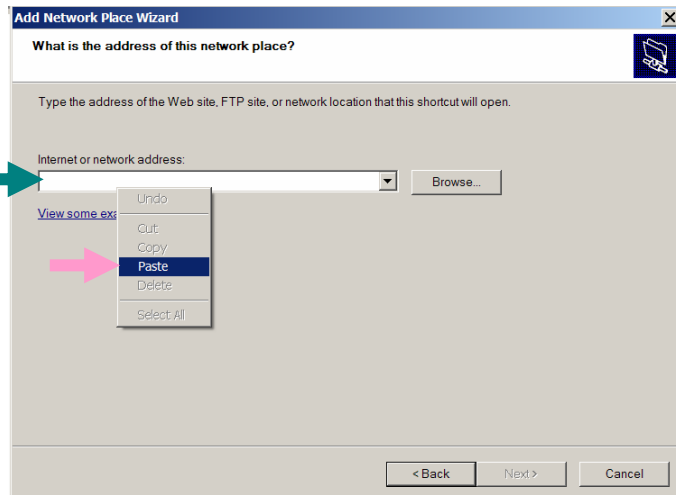 Add Network Place Wizard
What is the address of this network place?
Type the address of the Web site, FTP site, or network location that this shortcut will open.
Internet or network address:
Browse...
View some exa
Undo
Cut
Copy
Paste
Delete
Select All
< Back
Next >
Cancel